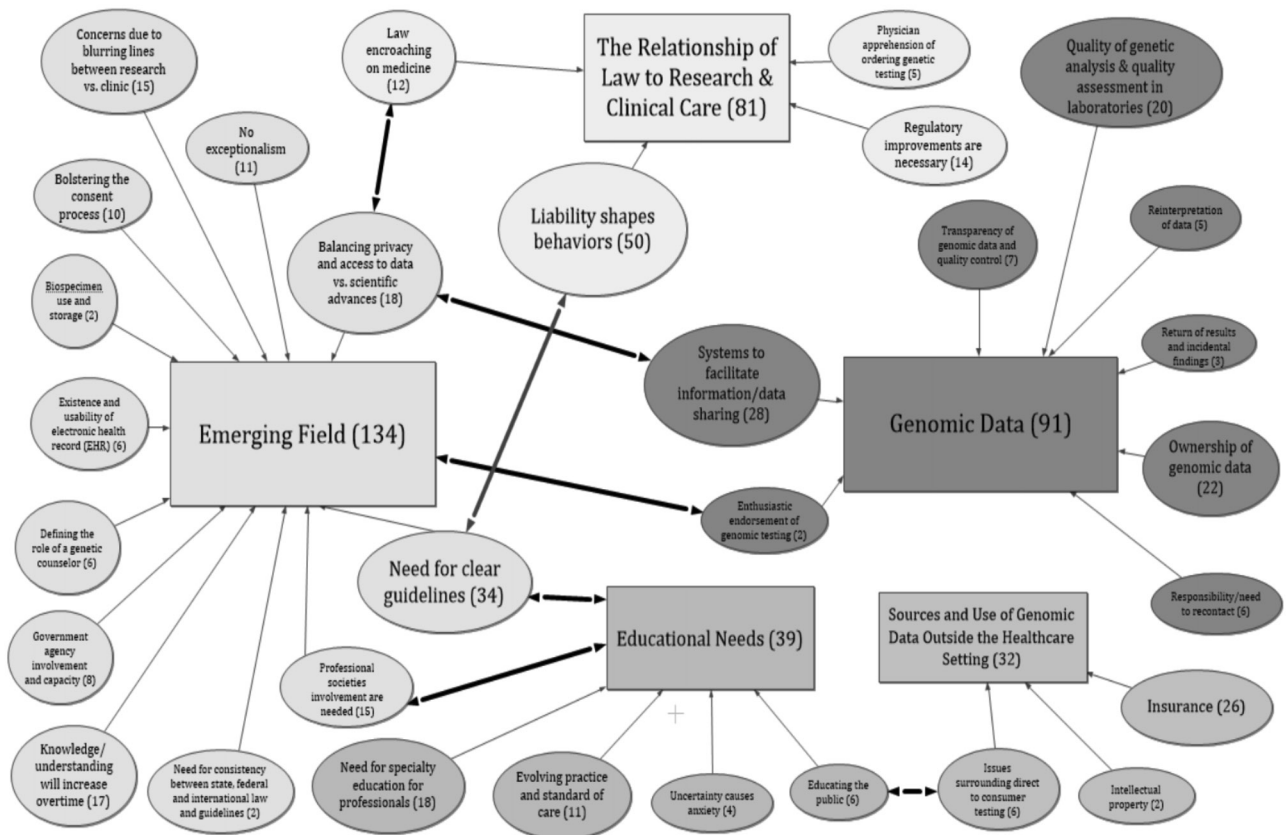 Concerns due to
blurring lines
between research
vs. clinic (15)
Law
encroaching
on medicine
(12)
The Relationship of
Law to Research &
Clinical Care (81)
Physician
apprehension of
ordering genetic
testing (5)
Quality of genetic
analysis & quality
assessment in
laboratories (20)
No
exceptionalism
(11)
Regulatory
improvements are
necessary (14)
Bolstering the
consent
process (10)
Liability shapes
behaviors (50)
Balancing privacy
and access to data
vs. scientific
advances (18)
Transparency of
genomic data and
quality control (7)
Reinterpretation
of data (5)
Biospecimen
use and
storage (2)
Systems to
facilitate
information/data
sharing (28)
Return of results
and incidental
findings (3)
Existence and
usability of
electronic health
record (EHR) (6)
Emerging Field (134)
Genomic Data (91)
Ownership of
genomic data
(22)
Enthusiastic
endorsement of
genomic testing (2)
Defining the
role of a genetic
counselor (6)
Need for clear
guidelines (34)
Responsibility/need
to recontact (6)
Government
agency
involvement
and capacity (8)
Educational Needs (39)
Sources and Use of Genomic
Data Outside the Healthcare
Setting (32)
Professional
societies
involvement are
needed (15)
Insurance (26)
Knowledge/
understanding
will increase
overtime (17)
Need for consistency
between state, federal
and international law
and guidelines (2)
Need for specialty
education for
professionals (18)
Evolving practice
and standard of
care (11)
Uncertainty causes
anxiety (4)
Educating
the public (6)
Issues
surrounding direct
to consumer
testing (6)
Intellectual
property (2)